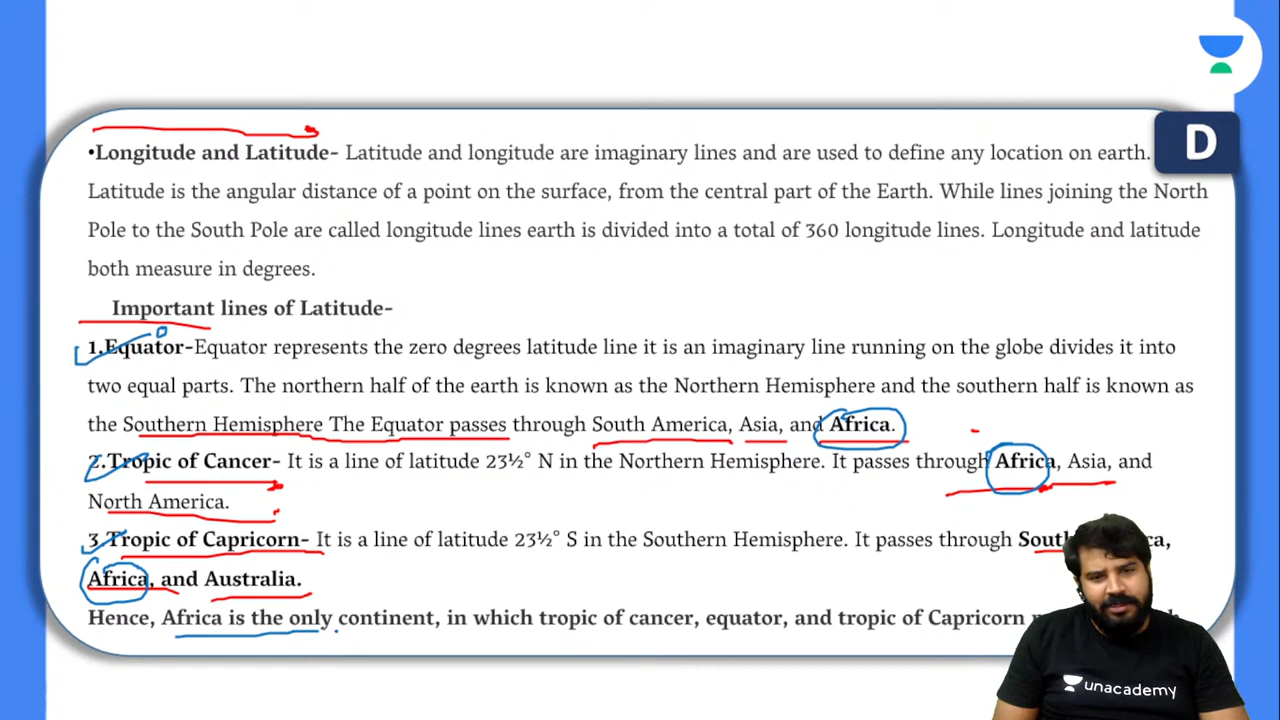 D
•Longitude and Latitude- Latitude and longitude are imaginary lines and are used to define any location on earth.
Latitude is the angular distance of a point on the surface, from the central part of the Earth. While lines joining the North
Pole to the South Pole are called longitude lines earth is divided into a total of 360 longitude lines. Longitude and latitude
both measure in degrees.
Important lines of Latitude-
1.Equator-Equator represents the zero degrees latitude line it is an imaginary line running on the globe divides it into
two equal parts. The northern half of the earth is known as the Northern Hemisphere and the southern half is known as
the Southern Hemisphere The Equator passes through South America, Asia, and Africa.
2.Tropic of Cancer- It is a line of latitude 23½° N in the Northern Hemisphere. It passes through Africa, Asia, and
North America.
3.Tropic of Capricorn- It is a line of latitude 23½° S in the Southern Hemisphere. It passes through
Africa, and Australia.
Hence, Africa is the only continent, in which tropic of cancer, equator, and tropic of Capricorn
unacademy